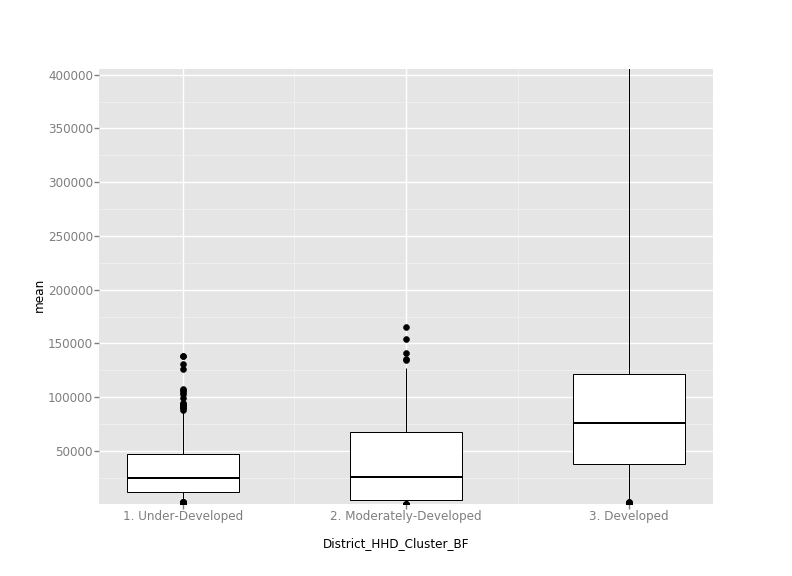 400000
350000
300000
250000
200000
150000
100000
50000
mean
1. Under-Developed
2. Moderately-Developed
3. Developed
District_HHD_Cluster_BF